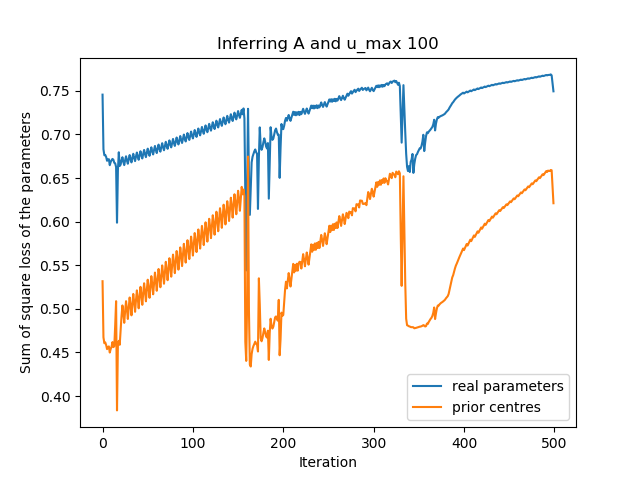 Inferring A and u_max 100
Sum of square loss of the parameters
0.75
0.70
0.65
0.60
0.55
0.50
0.45
0.40
real parameters
prior centres
0
100
200
300
400
500
Iteration